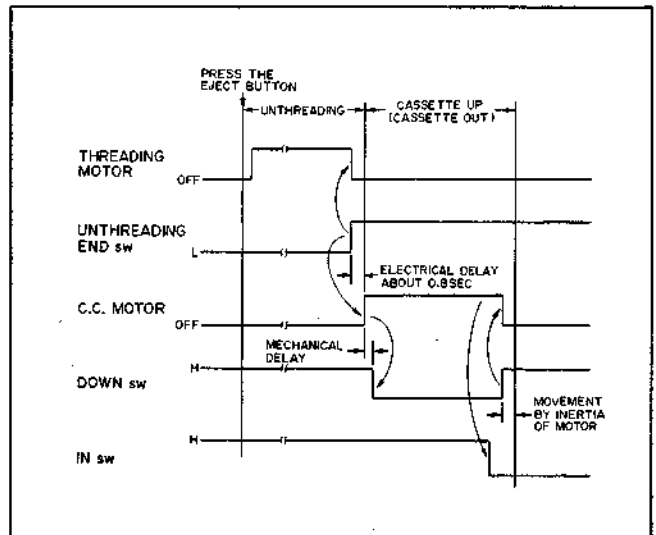 PRESS THE
EJECT BUTTON
UNTHREADING
CASSETTE UP
(CASSETTE OUT)
THREADING
MOTOR
OFF
UNTHREADING
END SW
L
ELECTRICAL DELAY
ABOUT 0.8SEC
C.C. MOTOR
OFF
MECHANICAL
DELAY
H
DOWN SW
MOVEMENT
BY INERTIA
OF MOTOR
H
IN SW